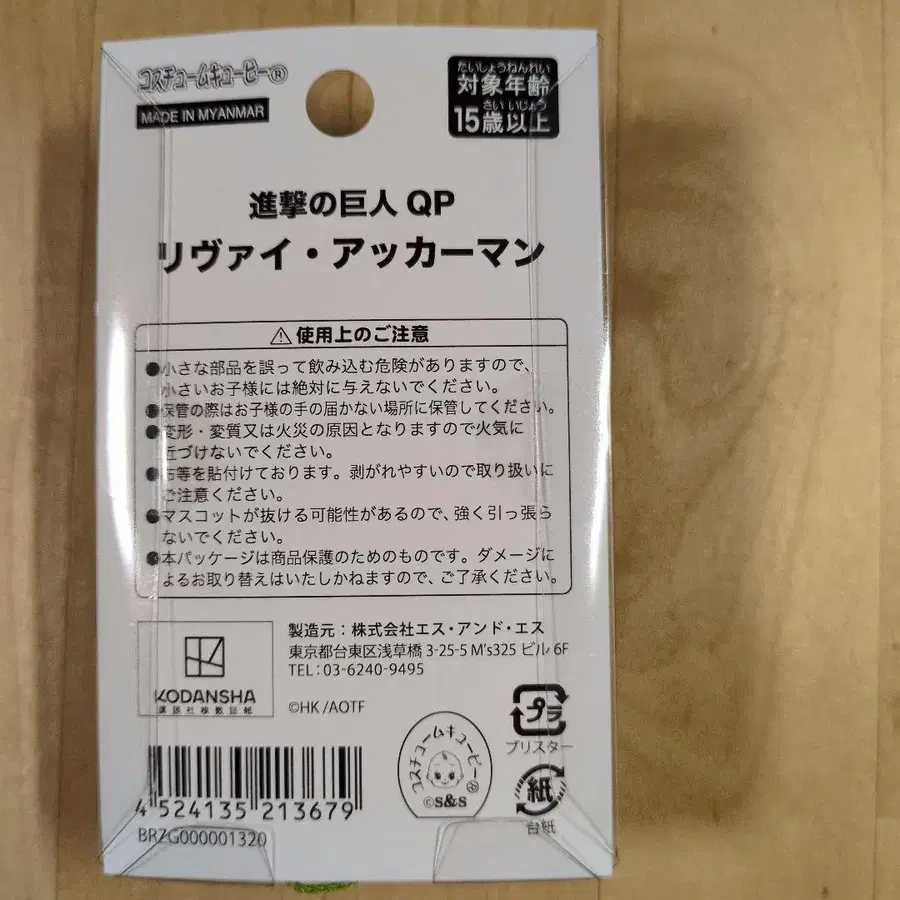 コスチュームキューピー®
MADE IN MYANMAR
たいしょうねんれい
対象年齢
さい いじょう
15歳以上
進撃の巨人 QP
リヴァイ・アッカーマン
⚠使用上のご注意
●小さな部品を誤って飲み込む危険がありますので、
小さいお子様には絶対に与えないでください。
●保管の際はお子様の手の届かない場所に保管してください。
●変形・変質又は火災の原因となりますので火気に
近づけないでください。
●布等を貼付けております。剥がれやすいので取り扱いに
ご注意ください。
●マスコットが抜ける可能性があるので、強く引っ張ら
ないでください。
●本パッケージは商品保護のためのものです。ダメージに
よるお取り替えはいたしかねますので、ご了承ください。
製造元:株式会社エス・アンド・エス
東京都台東区浅草橋 3-25-5 M's325 ビル 6F
TEL:03-6240-9495
KODANSHA
講談社検数証紙
©HK/AOTF
プラ
ブリスター
コスチュームキューピー®
©S&S
紙
台紙
4 524135 213679
BRZG000001320